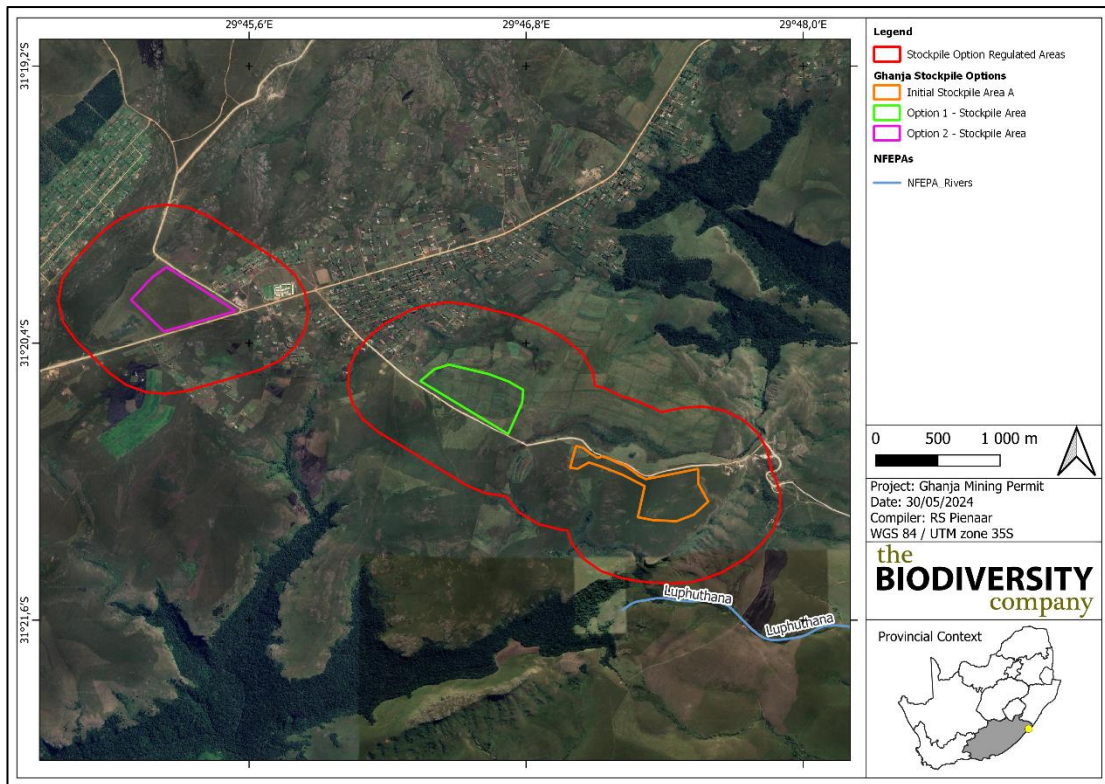 29°45,6'E
29°46,8'E
29°48,0'E
31°19,2'S
31°20,4'S
31°21,6'S
Luphuthana
Luphuthana
Legend
Stockpile Option Regulated Areas
Ghanja Stockpile Options
Initial Stockpile Area A
Option 1 - Stockpile Area
Option 2 - Stockpile Area
NFEPAs
NFEPA_Rivers
0 500 1 000 m
Project: Ghanja Mining Permit
Date: 30/05/2024
Compiler: RS Pienaar
WGS 84 / UTM zone 35S
the
BIODIVERSITY
company
Provincial Context